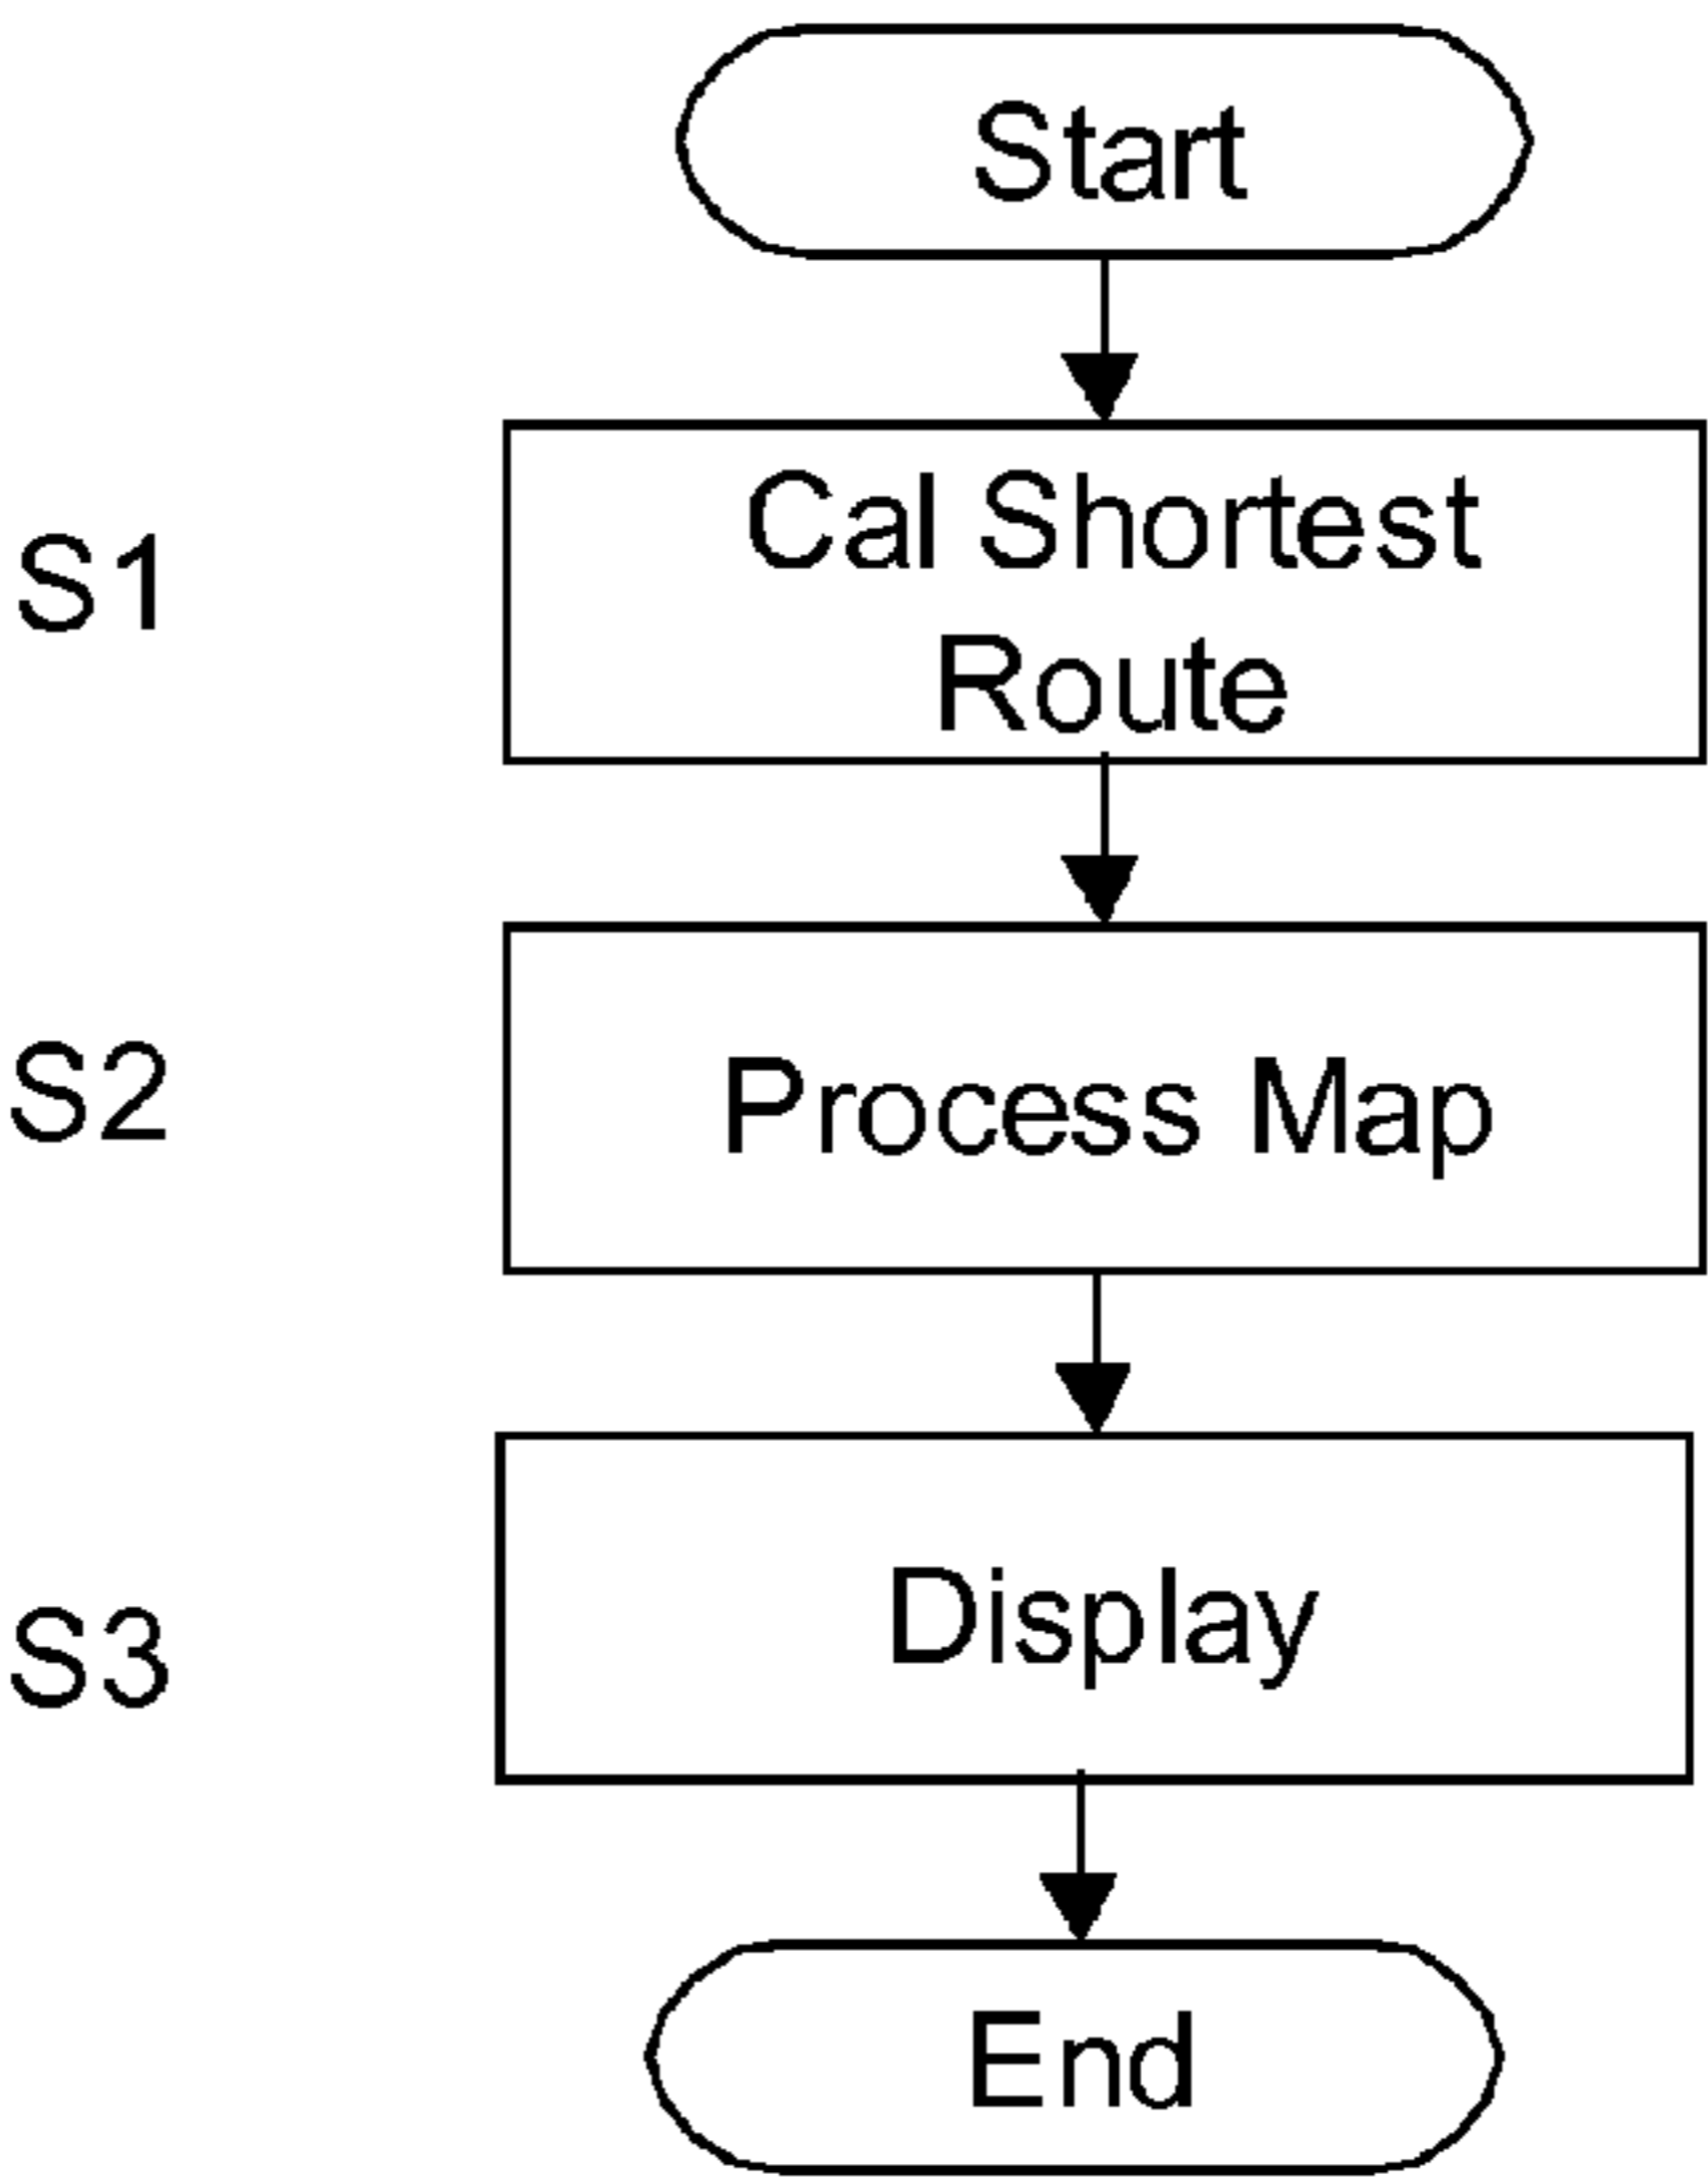 Start
S1
Cal Shortest
Route
S2
Process Map
S3
Display
End